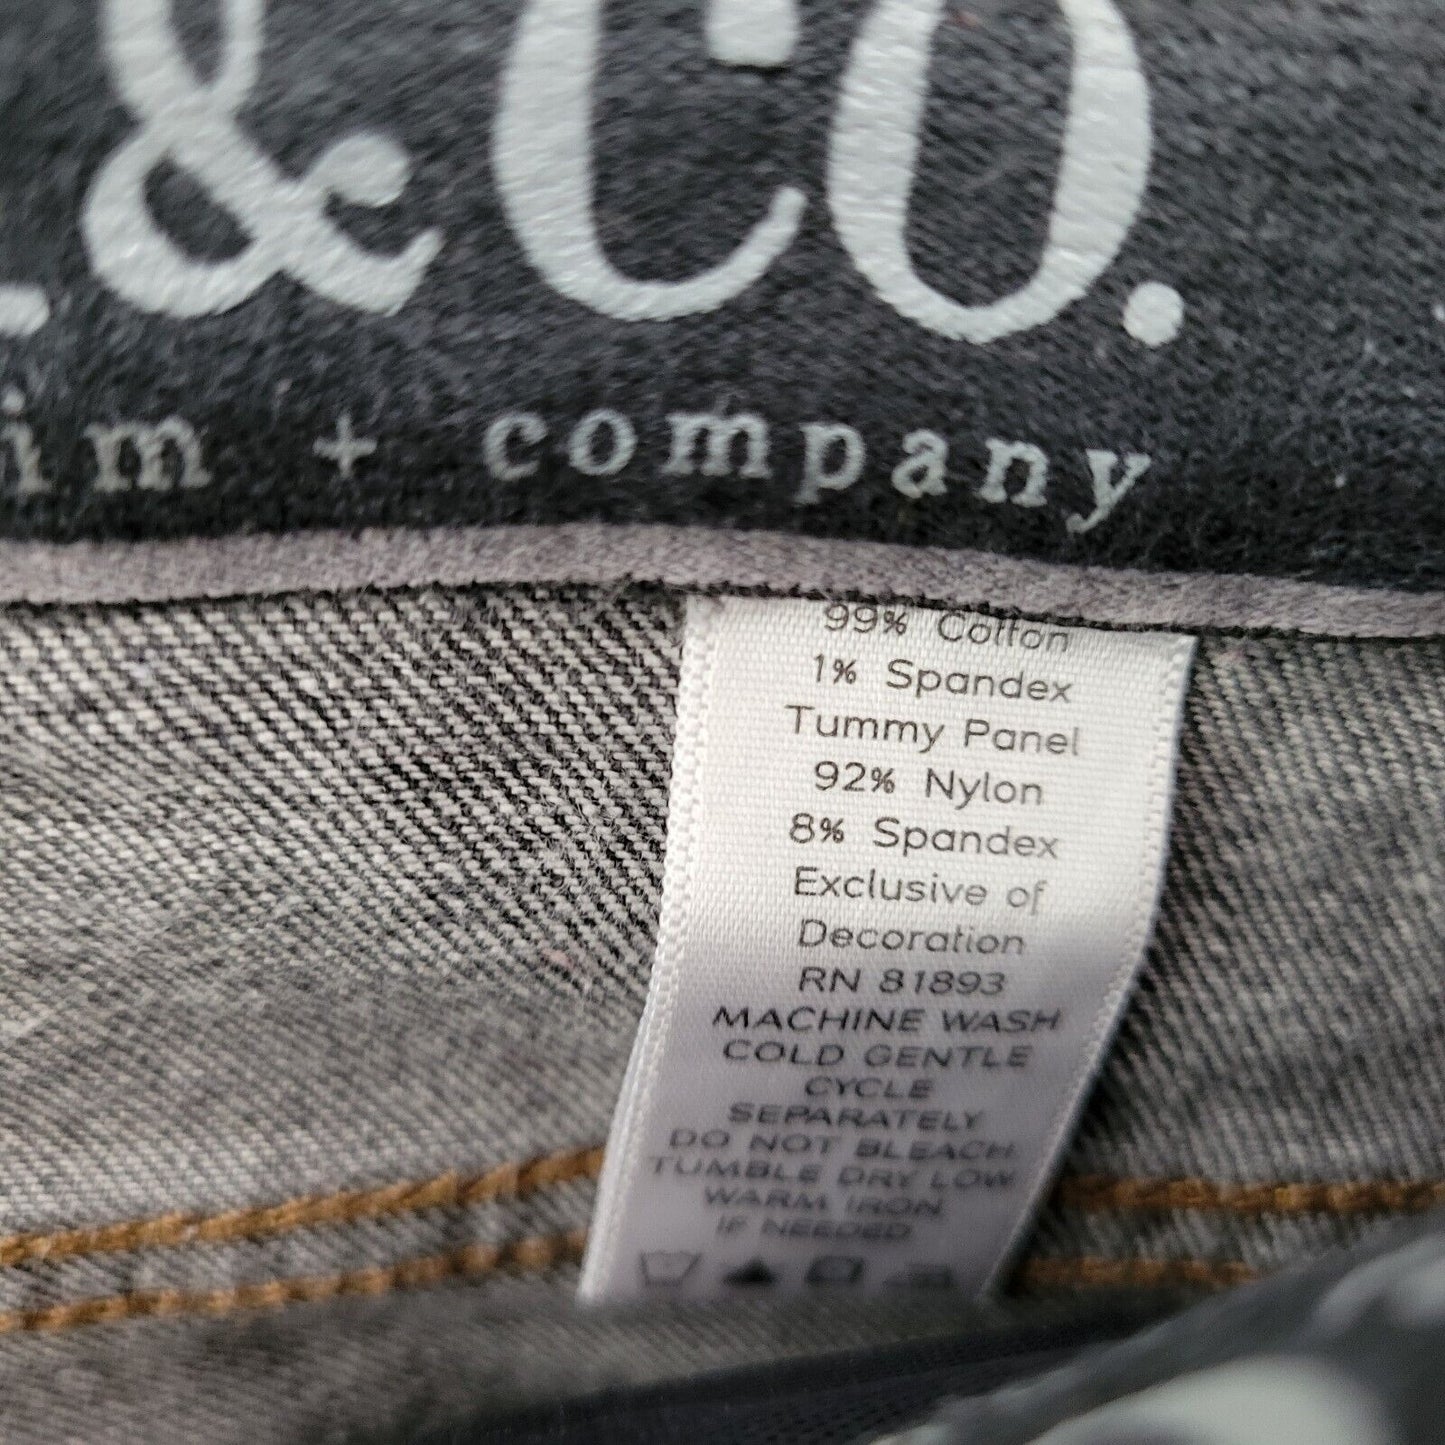 & Co.
im + company
99% Cotton
1% Spandex
Tummy Panel
92% Nylon
8% Spandex
Exclusive of
Decoration
RN 81893
MACHINE WASH
COLD GENTLE
CYCLE
SEPARATELY
DO NOT BLEACH
TUMBLE DRY LOW
WARM IRON
IF NEEDED